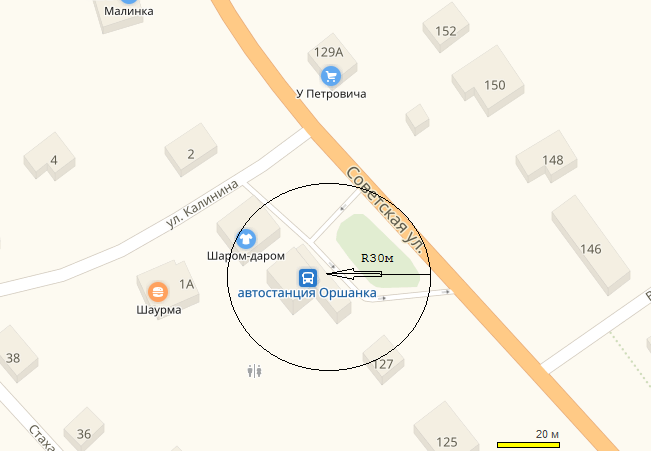 Малинка
152
129А
У Петровича
150
4
2
148
Советская ул.
ул. Калинина
146
Шаром-даром
R30м
1А
автостанция Оршанка
Шаурма
38
127
36
Стаха
20 м
125